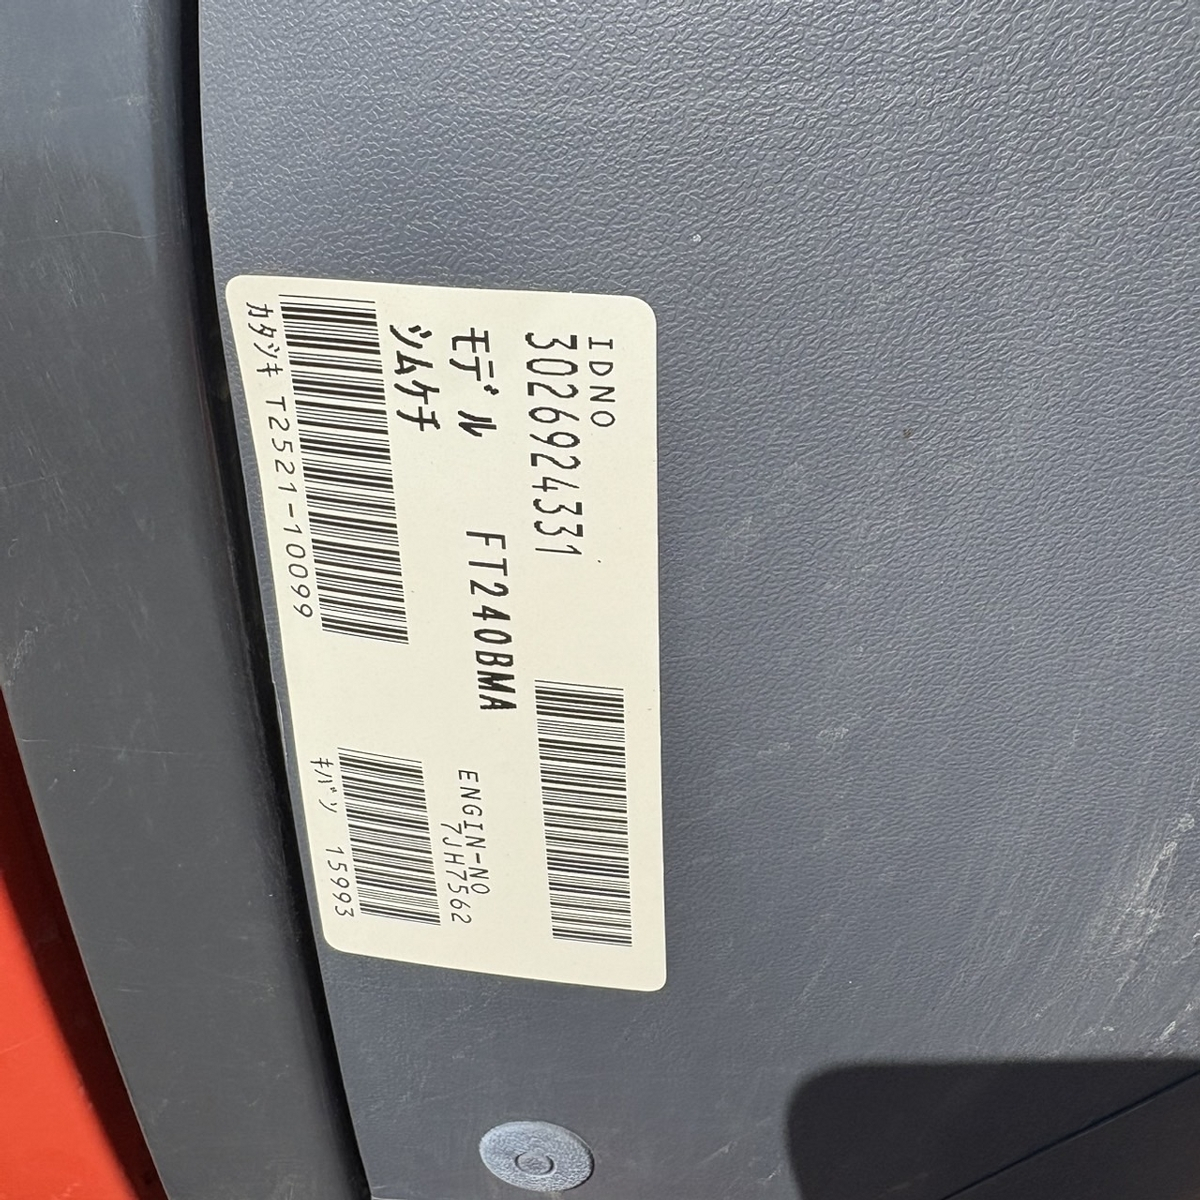 IDNO
3026924331
モデル FT240BMA
シムケチ
ENGIN-NO
7JH7562
カタシキ T2521-10099
キバン 15993